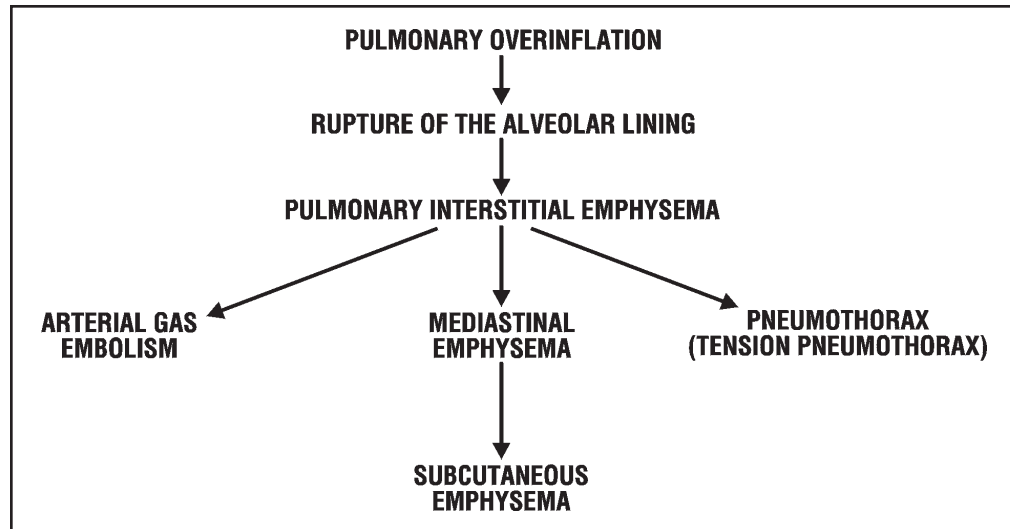 PULMONARY OVERINFLATION
RUPTURE OF THE ALVEOLAR LINING
PULMONARY INTERSTITIAL EMPHYSEMA
ARTERIAL GAS
EMBOLISM
MEDIASTINAL
EMPHYSEMA
PNEUMOTHORAX
(TENSION PNEUMOTHORAX)
SUBCUTANEOUS
EMPHYSEMA